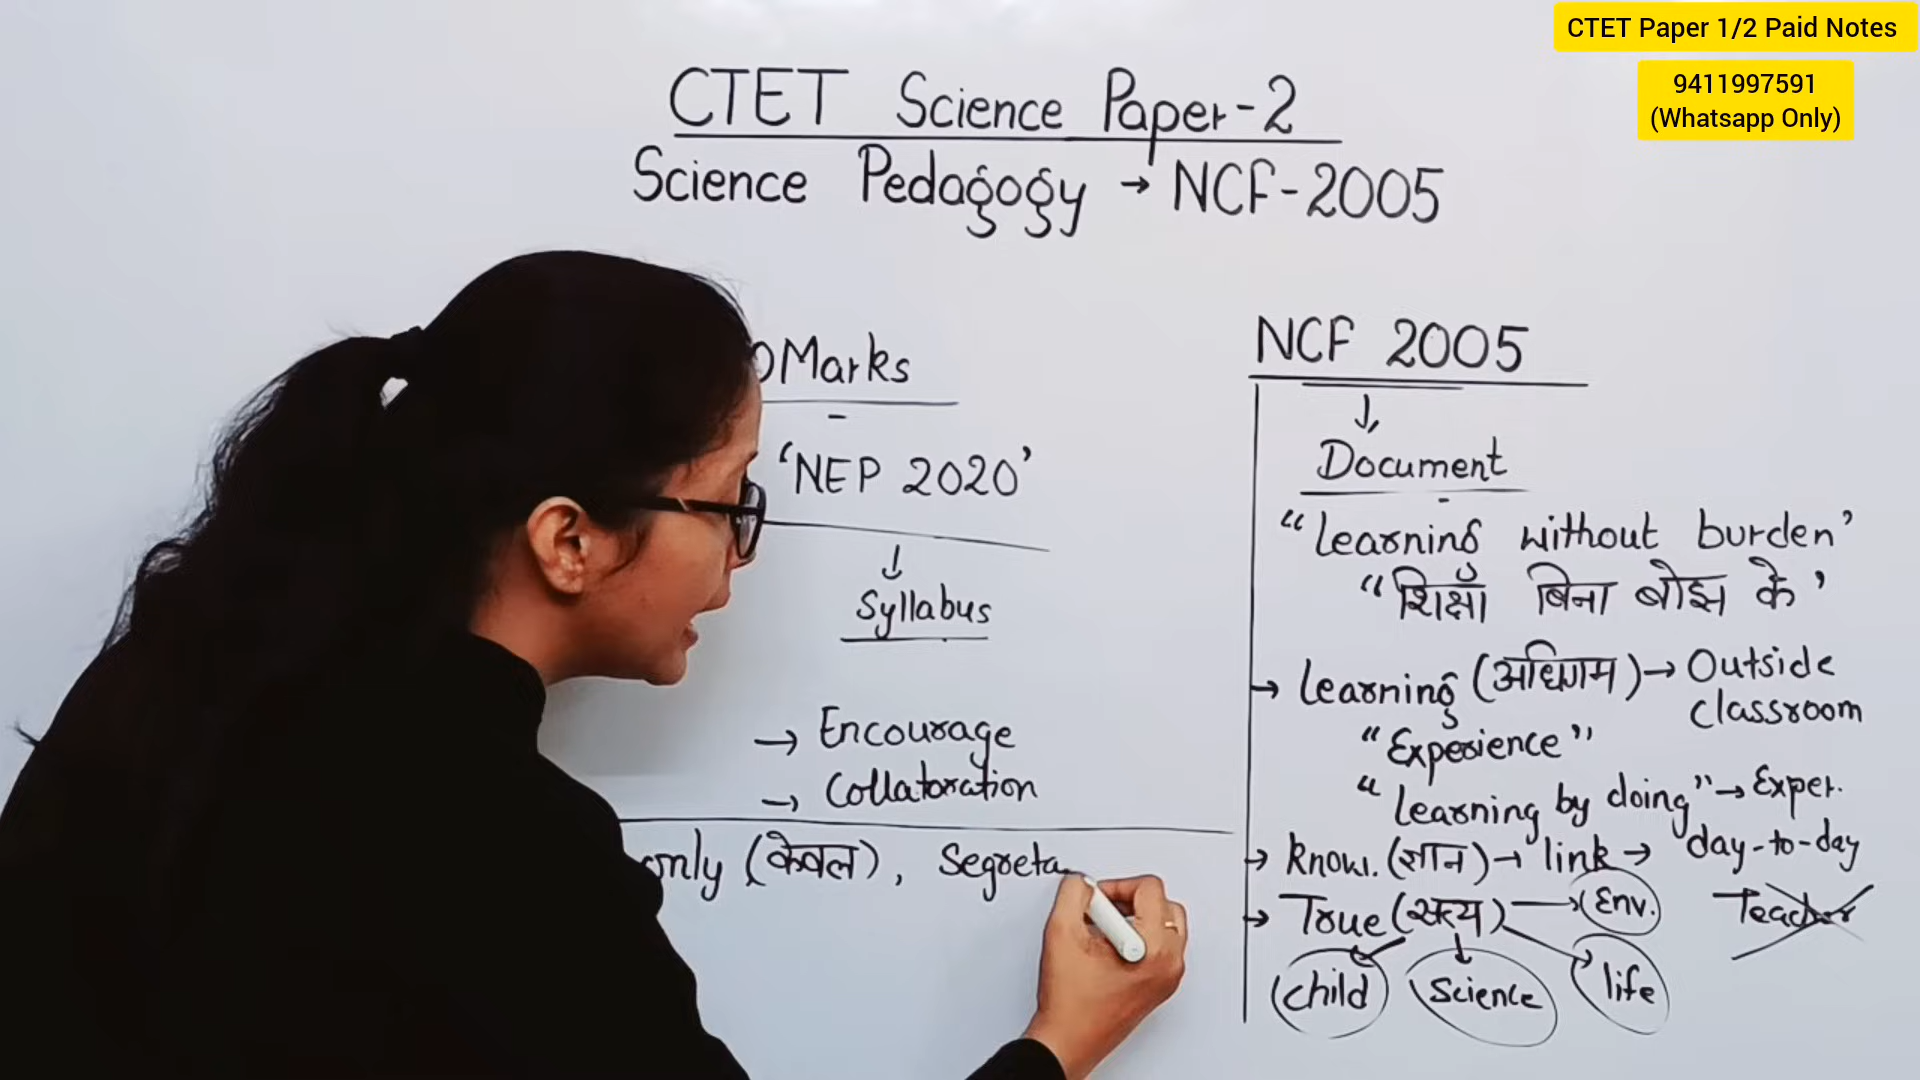 CTET Paper 1/2 Paid Notes
9411997591
(Whatsapp Only)
CTET Science Paper-2
Science Pedagogy → NCF-2005
Marks
'NEP 2020'
↓
Syllabus
→ Encourage
→ Collaboration
only (केवल),
NCF 2005
↓
Document
"Learning without burden'
"शिक्षा बिना बोझ के'
→ Learning (अधिगम) → Outside
classroom
"Experience"
"learning by doing" → Exper.
→ Know. (ज्ञान) → link → day-to-day
→ True (सत्य) → Env. Teacher
child Science life